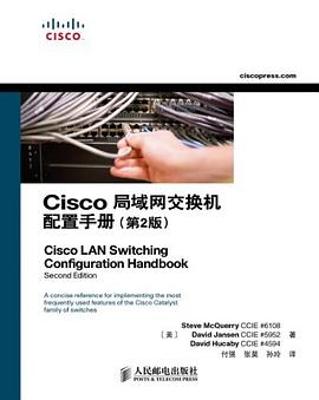 CISCO
ciscopress.com
Cisco 局域网交换机
配置手册(第2版)
Cisco LAN Switching
Configuration Handbook
Second Edition
A concise reference for implementing the most
frequently used features of the Cisco Catalyst
family of switches
Steve McQuerry CCIE #6108
[美] David Jansen CCIE #5952 著
David Hucaby CCIE #4594
付强 张昊 孙玲 译
人民邮电出版社
POSTS & TELECOM PRESS